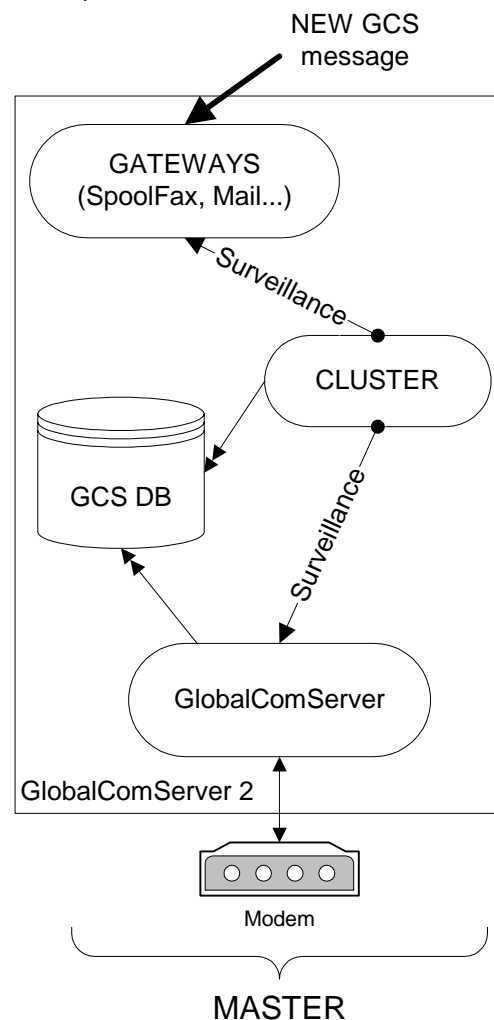 NEW GCS
message
GATEWAYS
(SpoolFax, Mail...)
Surveillance
CLUSTER
GCS DB
Surveillance
GlobalComServer
GlobalComServer 2
Modem
MASTER